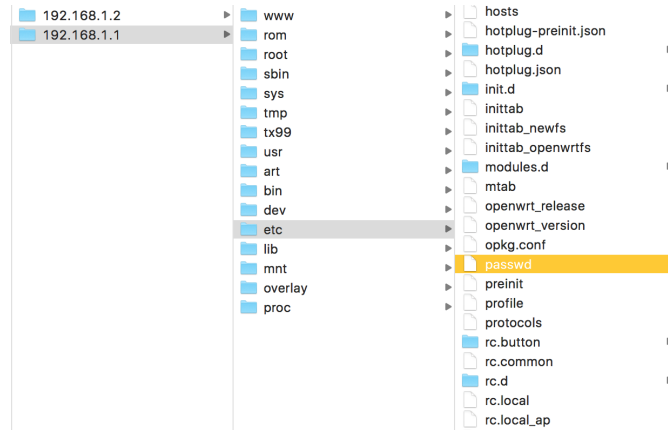 192.168.1.2
192.168.1.1
www
rom
root
sbin
sys
tmp
tx99
usr
art
bin
dev
etc
lib
mnt
overlay
proc
hosts
hotplug-preinit.json
hotplug.d
hotplug.json
init.d
inittab
inittab_newfs
inittab_openwrtfs
modules.d
mtab
openwrt_release
openwrt_version
opkg.conf
passwd
preinit
profile
protocols
rc.button
rc.common
rc.d
rc.local
rc.local_ap